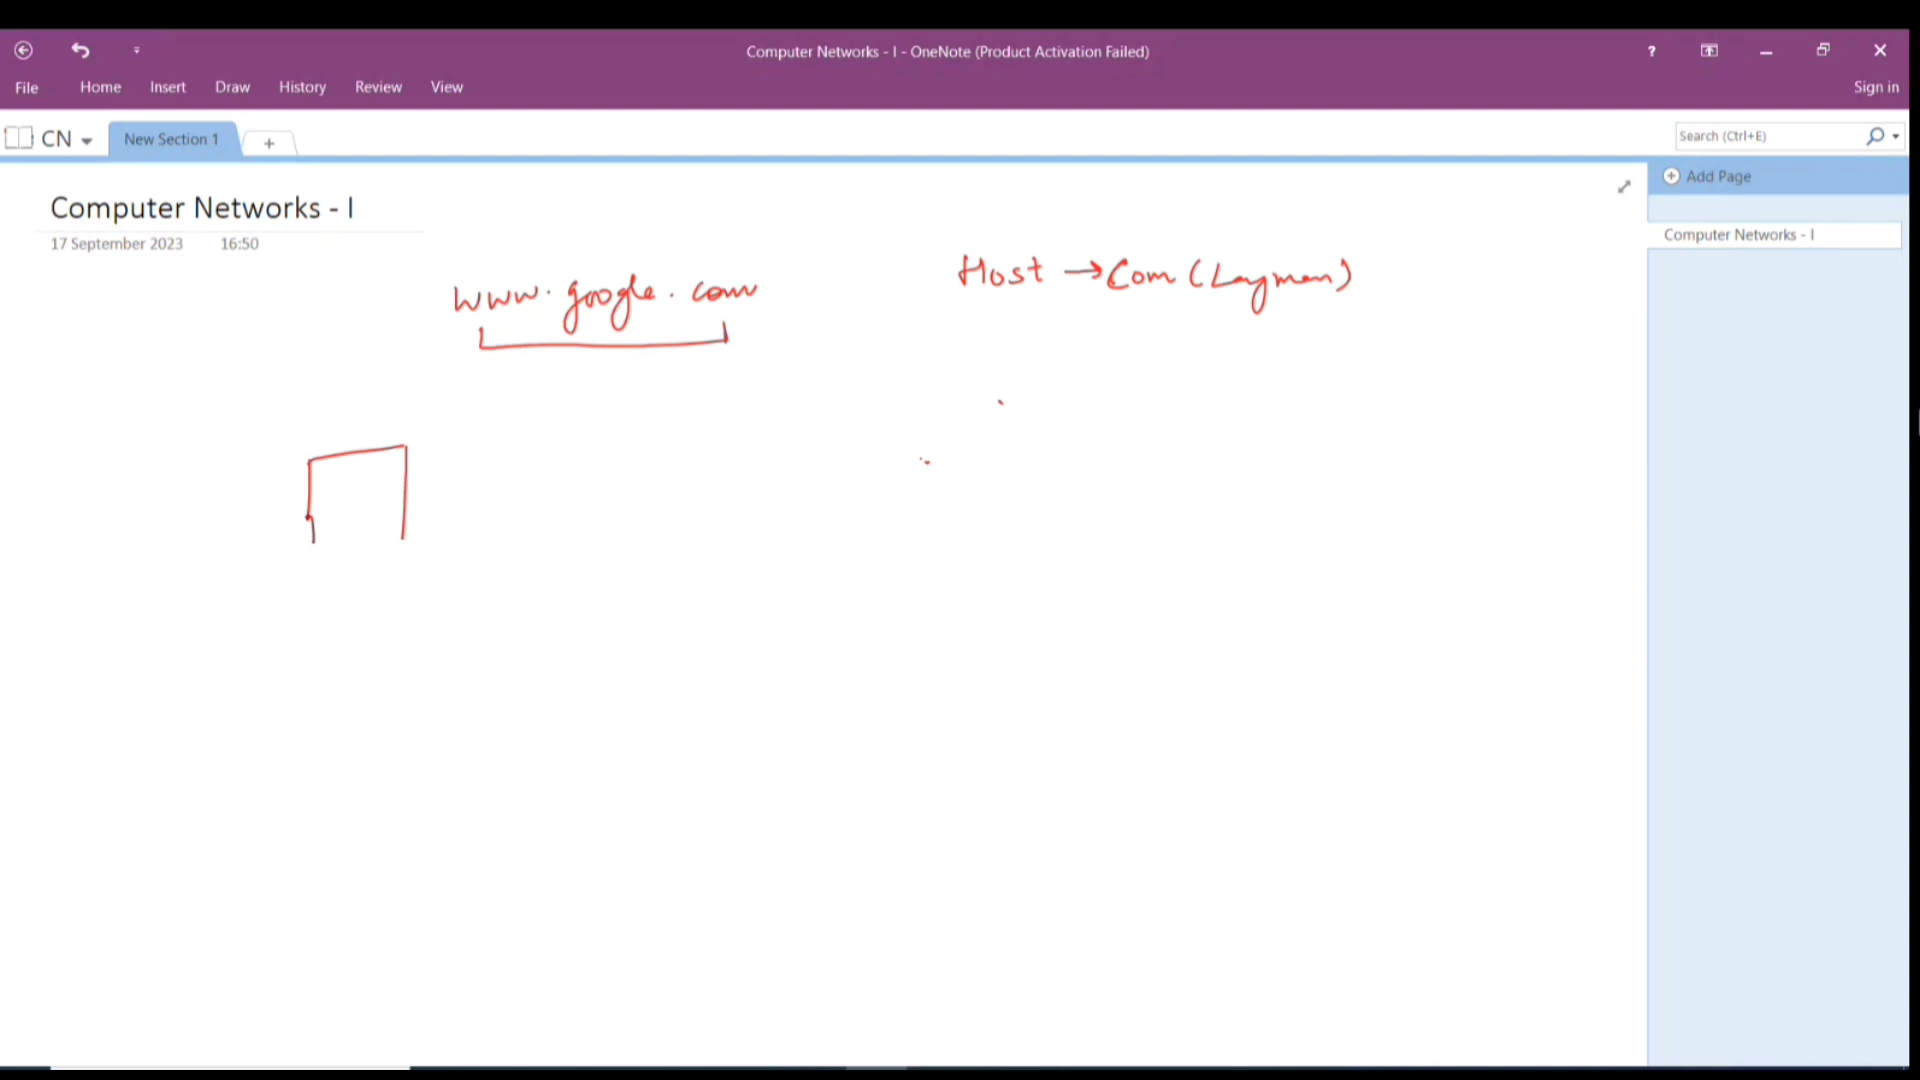 Computer Networks - I - OneNote (Product Activation Failed)
?
File Home Insert Draw History Review View
Sign in
CN New Section 1 +
Search (Ctrl+E)
Add Page
Computer Networks - I
Computer Networks - I
17 September 2023 16:50
Host → Com (Laymen)
www.google.com